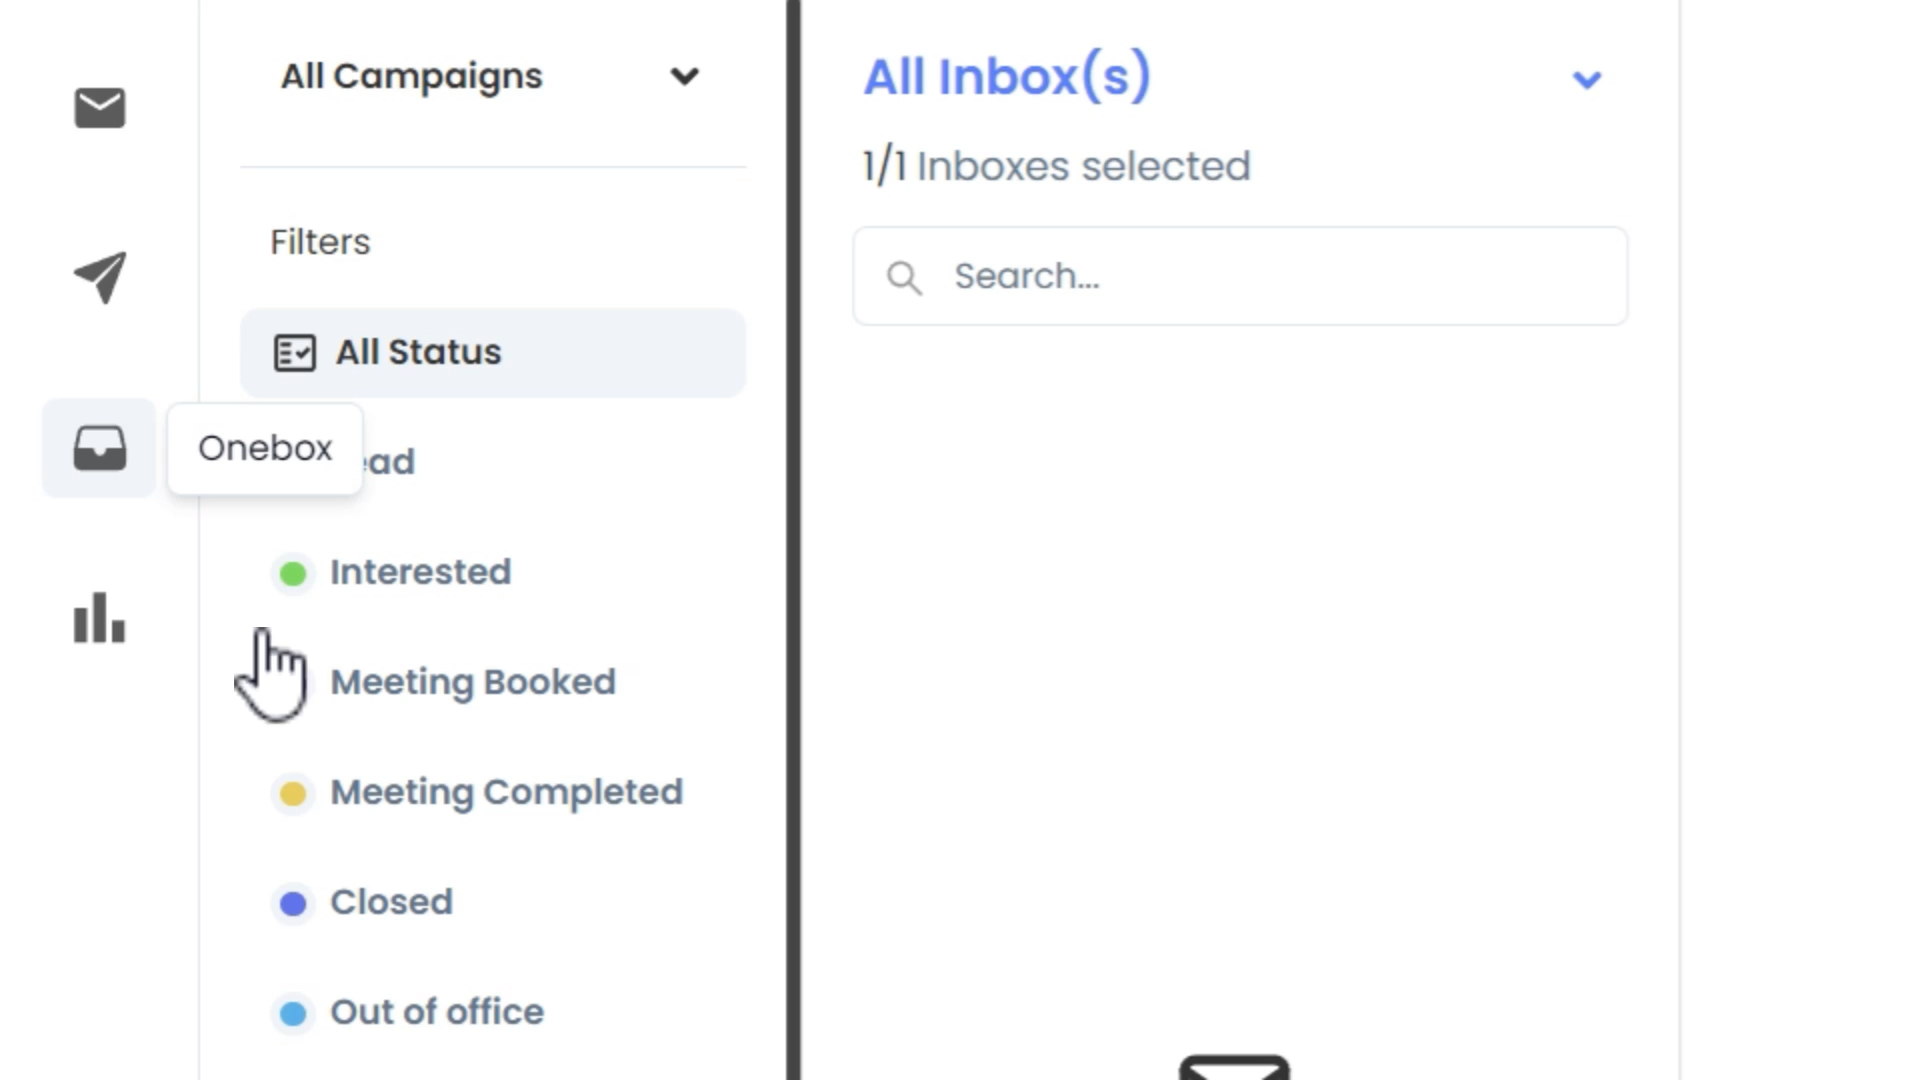 All Campaigns
Filters
All Status
Onebox
Interested
Meeting Booked
Meeting Completed
Closed
Out of office
All Inbox(s)
1/1 Inboxes selected
Search...